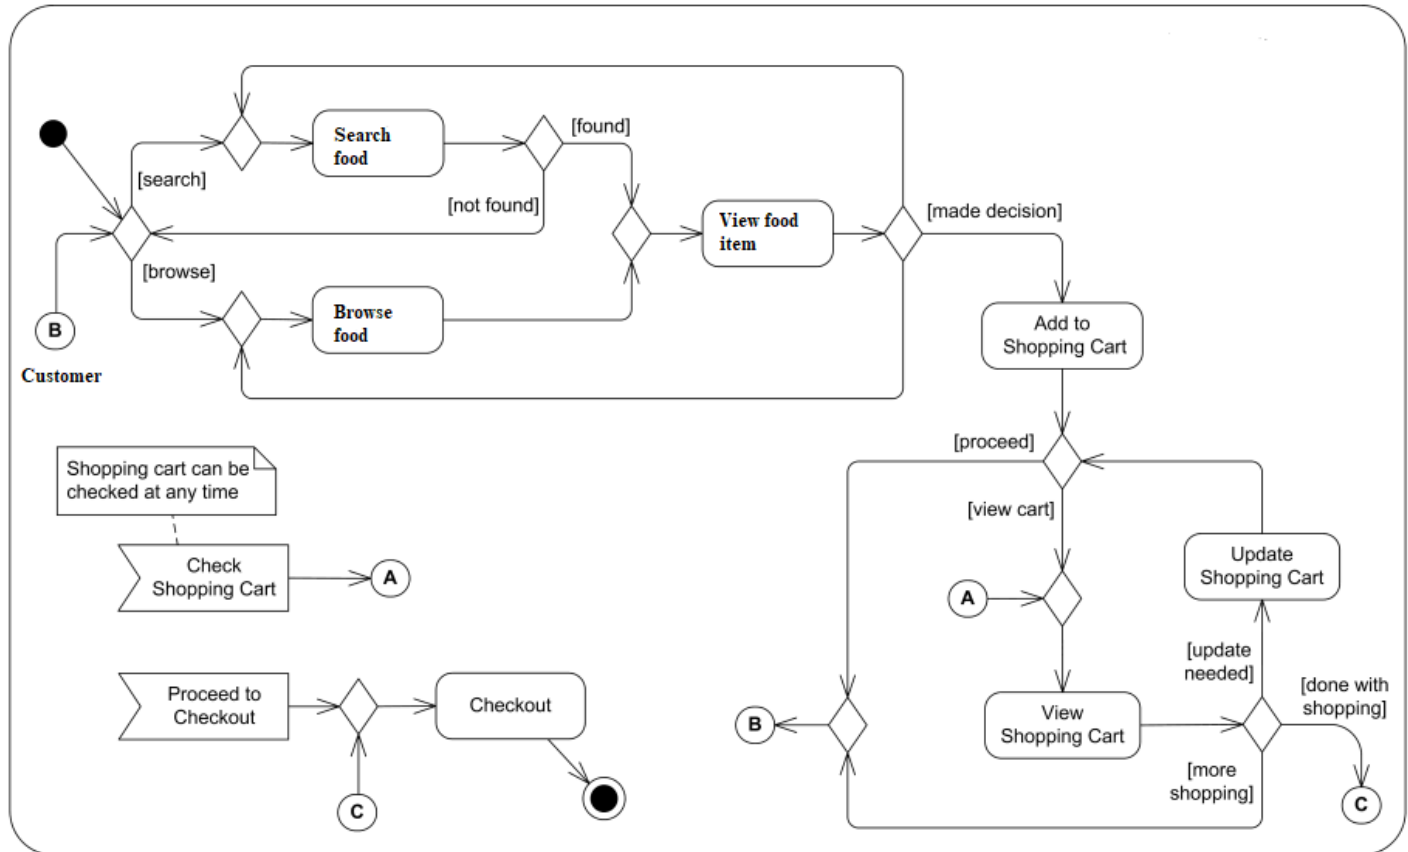 [search]
Search
food
[found]
[not found]
[browse]
Browse
food
View food
item
[made decision]
B
Customer
Add to
Shopping Cart
[proceed]
[view cart]
Shopping cart can be
checked at any time
Check
Shopping Cart
A
A
Update
Shopping Cart
[update
needed]
[done with
shopping]
Proceed to
Checkout
Checkout
B
View
Shopping Cart
[more
shopping]
C
C